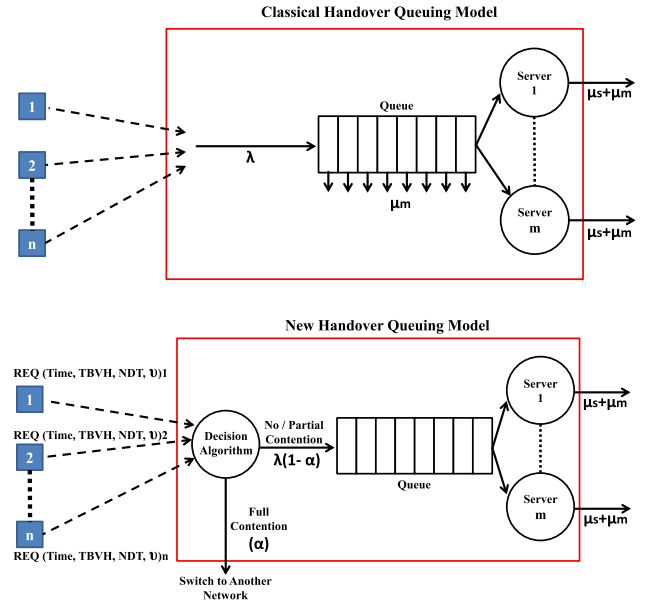 Classical Handover Queuing Model
1
2
n
λ
Queue
μm
Server
1
Server
m
μs+μm
μs+μm
New Handover Queuing Model
REQ (Time, TBVH, NDT, Ʋ)1
1
REQ (Time, TBVH, NDT, Ʋ)2
2
n
REQ (Time, TBVH, NDT, Ʋ)n
Decision
Algorithm
No / Partial
Contention
λ(1- α)
Full
Contention
(α)
Switch to Another
Network
Queue
Server
1
Server
m
μs+μm
μs+μm